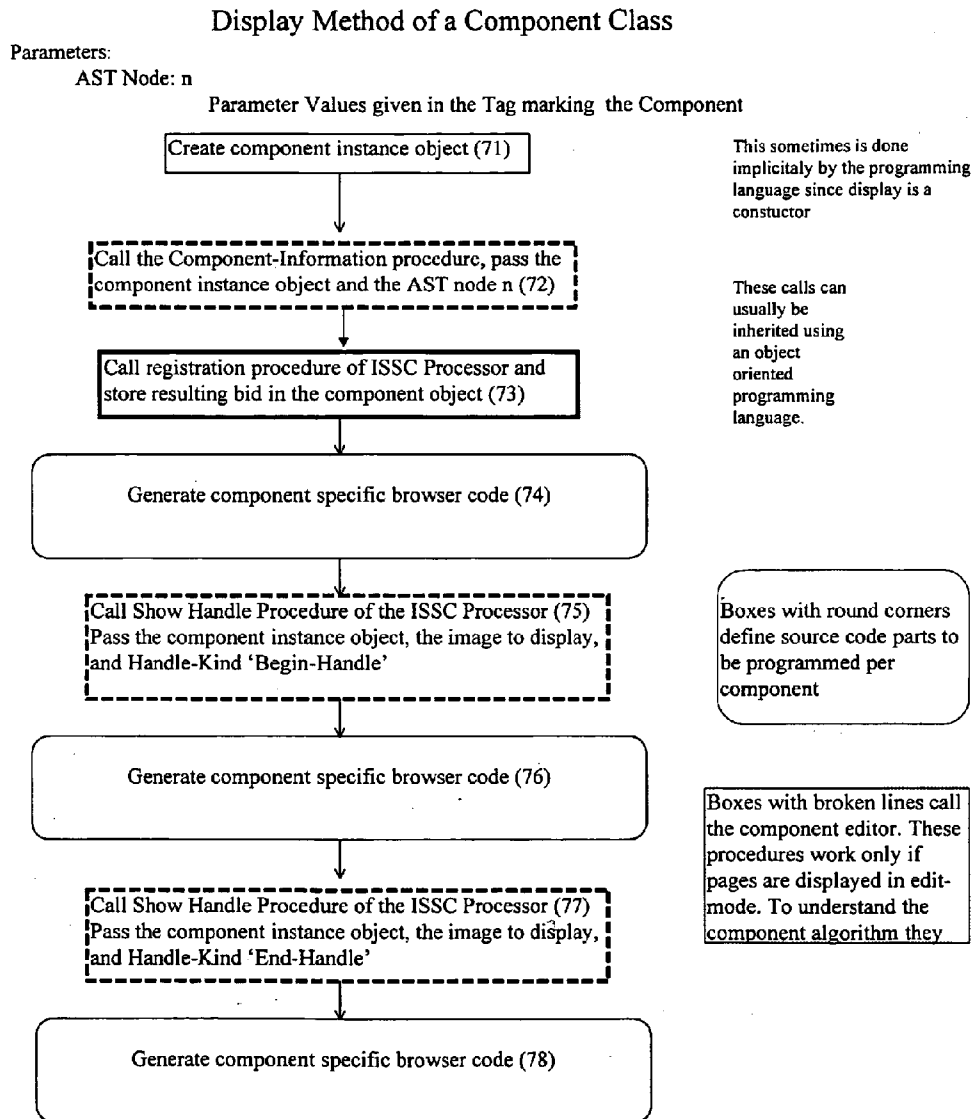 Display Method of a Component Class
Parameters:
AST Node: n
Parameter Values given in the Tag marking the Component
Create component instance object (71)
This sometimes is done
implicitaly by the programming
language since display is a
constuctor
Call the Component-Information procedure, pass the
component instance object and the AST node n (72)
These calls can
usually be
inherited using
an object
oriented
programming
language.
Call registration procedure of ISSC Processor and
store resulting bid in the component object (73)
Generate component specific browser code (74)
Call Show Handle Procedure of the ISSC Processor (75)
Pass the component instance object, the image to display,
and Handle-Kind ‘Begin-Handle’
Boxes with round corners
define source code parts to
be programmed per
component
Generate component specific browser code (76)
Boxes with broken lines call
the component editor. These
procedures work only if
pages are displayed in edit-
mode. To understand the
component algorithm they
Call Show Handle Procedure of the ISSC Processor (77)
Pass the component instance object, the image to display,
and Handle-Kind ‘End-Handle’
Generate component specific browser code (78)